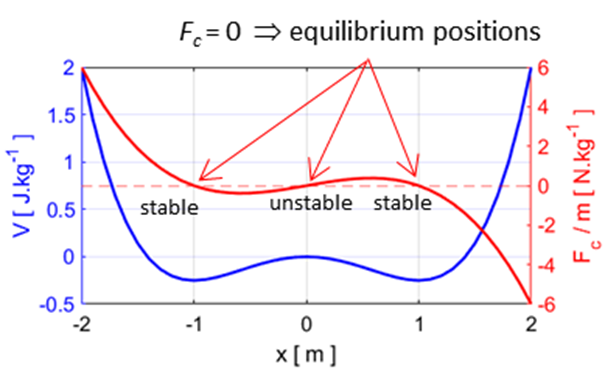 F_c = 0 ⇒ equilibrium positions
2
1.5
1
0.5
0
-0.5
V [ J.kg^-1 ]
6
4
2
0
-2
-4
-6
F_c / m [ N.kg^-1 ]
stable
unstable
stable
-2
-1
0
1
2
x [ m ]